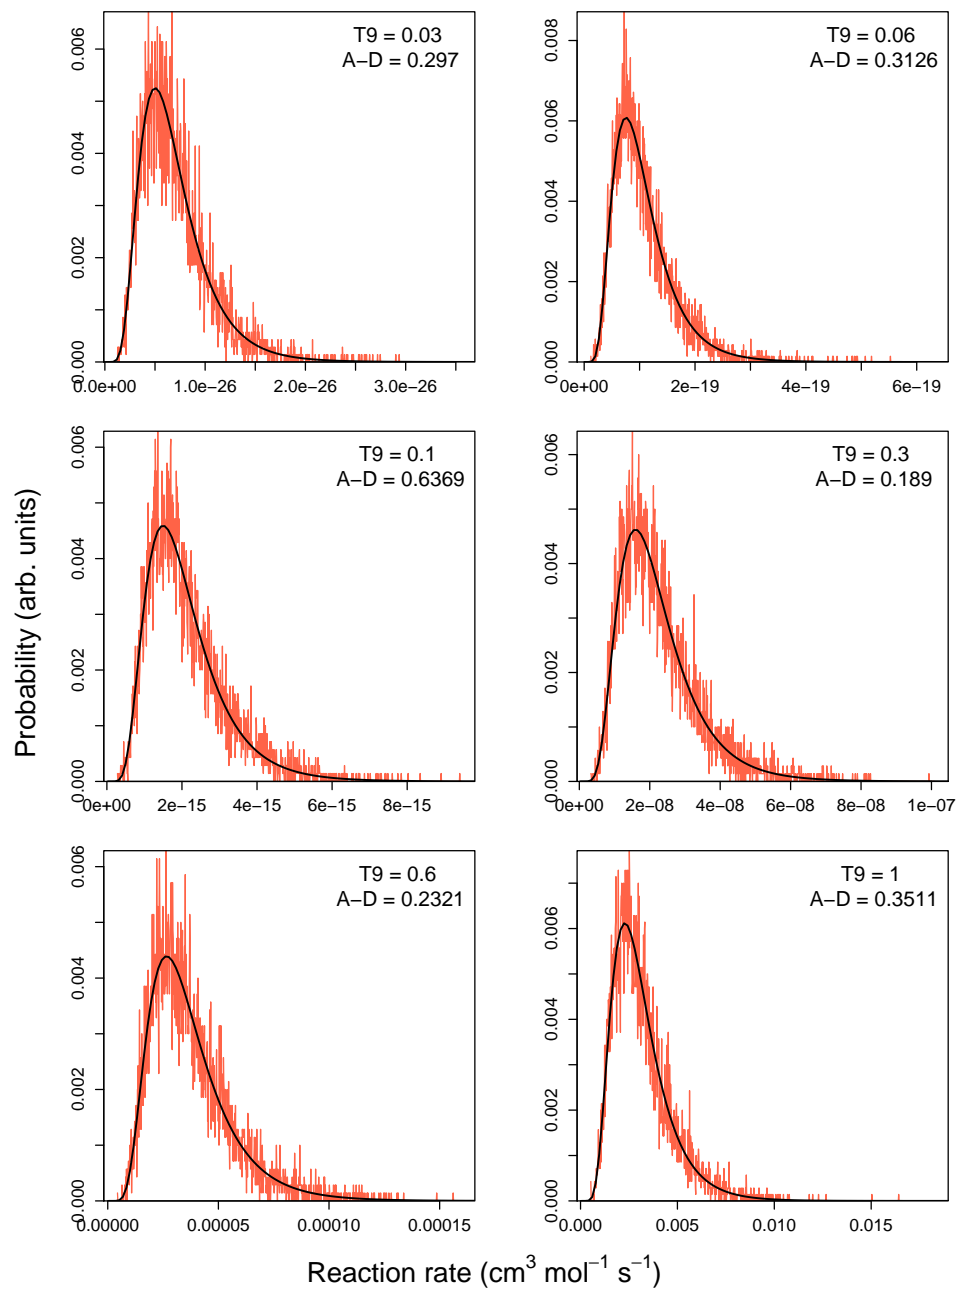 T9 = 0.03
A−D = 0.297
0.000
0.002
0.004
0.006
0.0e+00
1.0e−26
2.0e−26
3.0e−26
T9 = 0.06
A−D = 0.3126
0.000
0.002
0.004
0.006
0.008
0e+00
2e−19
4e−19
6e−19
T9 = 0.1
A−D = 0.6369
0.000
0.002
0.004
0.006
0e+00
2e−15
4e−15
6e−15
8e−15
T9 = 0.3
A−D = 0.189
0.000
0.002
0.004
0.006
0e+00
2e−08
4e−08
6e−08
8e−08
1e−07
T9 = 0.6
A−D = 0.2321
0.000
0.002
0.004
0.006
0.00000
0.00005
0.00010
0.00015
T9 = 1
A−D = 0.3511
0.000
0.002
0.004
0.006
0.000
0.005
0.010
0.015
Probability (arb. units)
Reaction rate (cm³ mol⁻¹ s⁻¹)